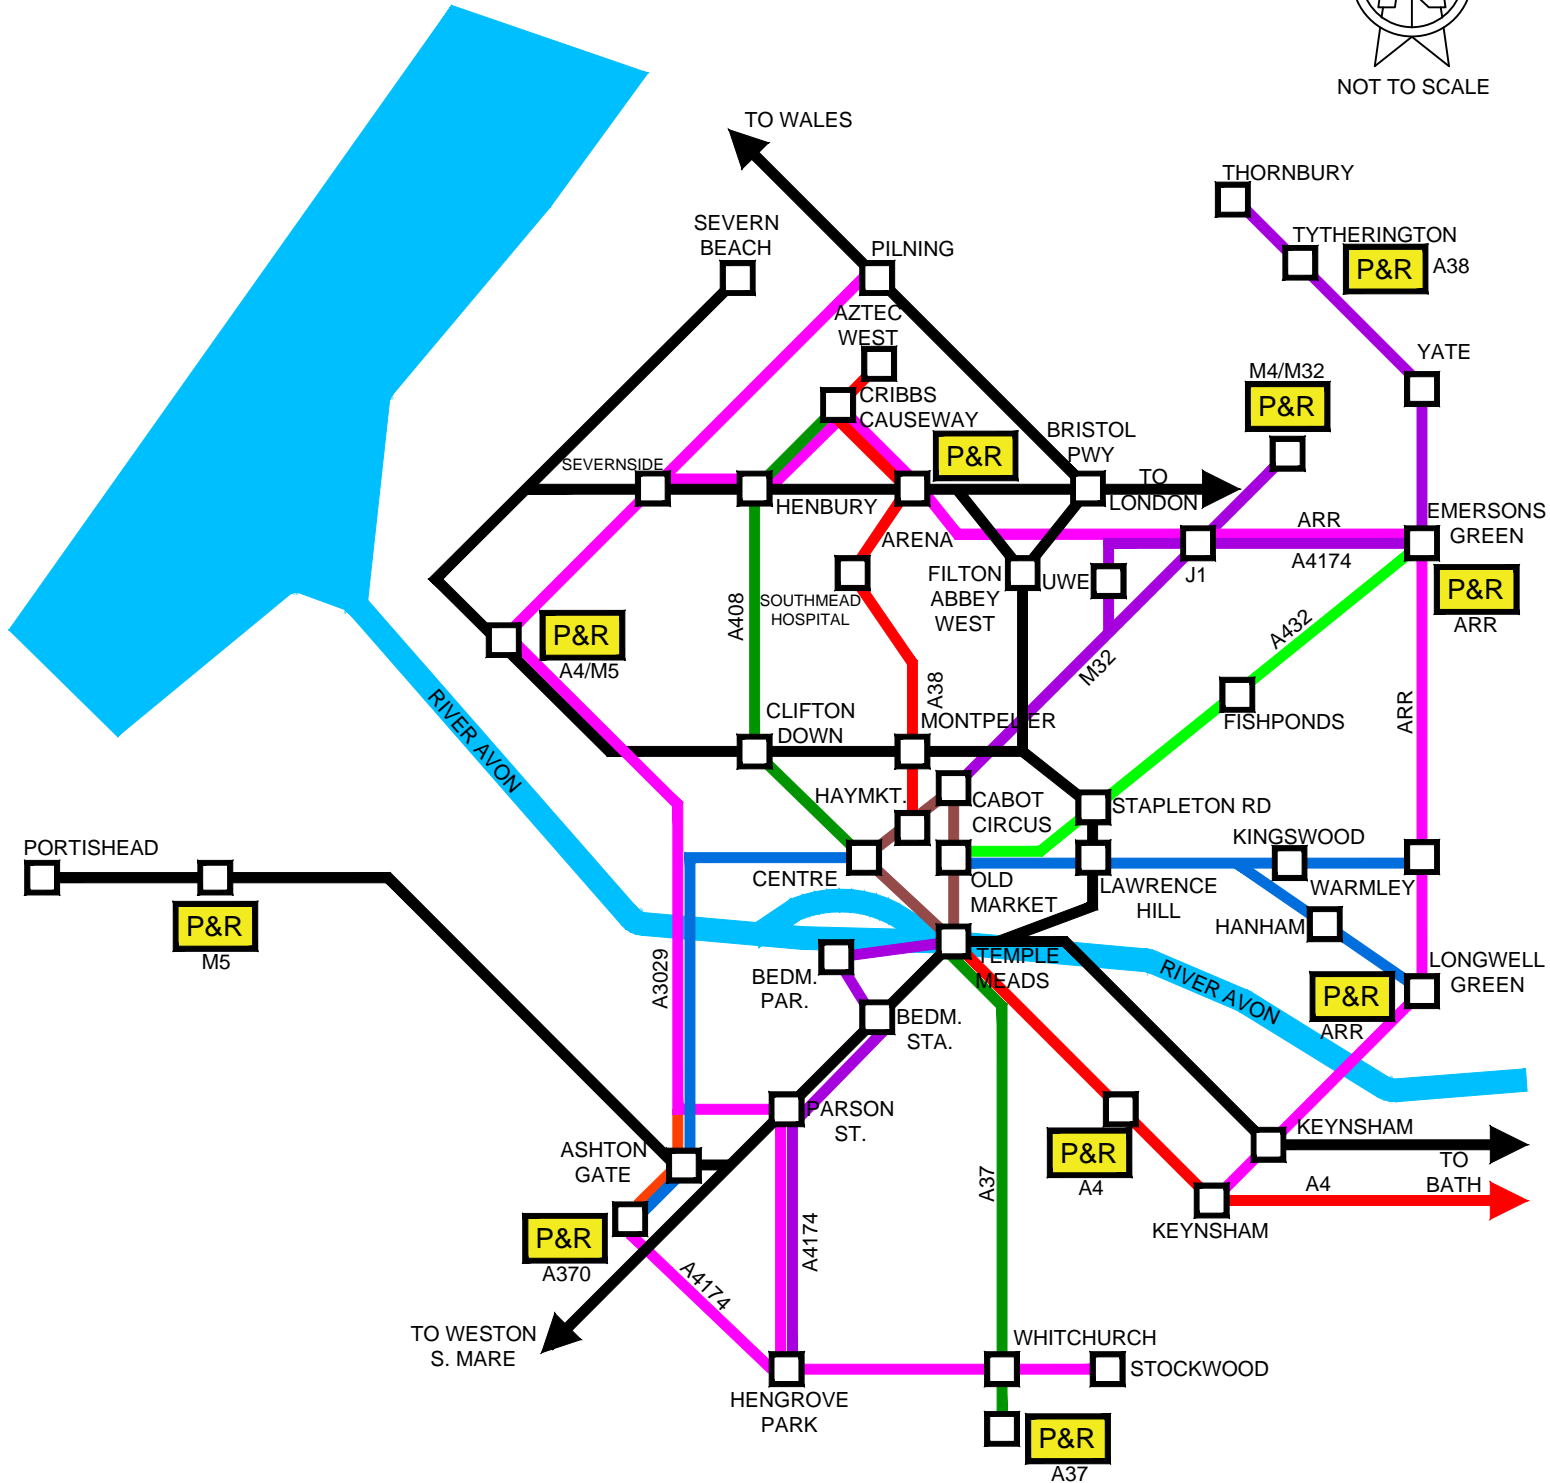 NOT TO SCALE
TO WALES
THORNBURY
SEVERN
BEACH
PILNING
TYTHERINGTON
P&R
A38
AZTEC
WEST
YATE
M4/M32
P&R
CRIBBS
CAUSEWAY
BRISTOL
PWY
P&R
SEVERNSIDE
TO
LONDON
HENBURY
ARR
EMERSONS
GREEN
ARENA
A4174
J1
FILTON
ABBEY
WEST
UWE
P&R
ARR
SOUTHMEAD
HOSPITAL
A408
P&R
A4/M5
A432
M32
A38
RIVER AVON
CLIFTON
DOWN
MONTPELIER
FISHPONDS
ARR
HAYMKT.
CABOT
CIRCUS
STAPLETON RD
KINGSWOOD
PORTISHEAD
CENTRE
OLD
MARKET
LAWRENCE
HILL
WARMLEY
P&R
M5
HANHAM
A3029
BEDM.
PAR.
TEMPLE
MEADS
RIVER AVON
LONGWELL
GREEN
P&R
ARR
BEDM.
STA.
PARSON
ST.
KEYNSHAM
ASHTON
GATE
P&R
A4
TO
BATH
A4
A37
KEYNSHAM
P&R
A370
A4174
A4174
TO WESTON
S. MARE
WHITCHURCH
STOCKWOOD
HENGROVE
PARK
P&R
A37